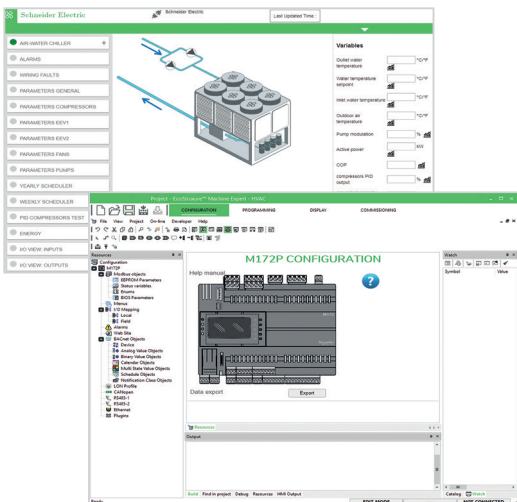 Schneider Electric
Schneider Electric
Last Updated Time :
AIR-WATER CHILLER
ALARMS
WIRING FAULTS
PARAMETERS GENERAL
PARAMETERS COMPRESSORS
PARAMETERS EEV1
PARAMETERS EEV2
PARAMETERS FANS
PARAMETERS PUMPS
YEARLY SCHEDULER
WEEKLY SCHEDULER
PID COMPRESSORS TEST
ENERGY
I/O VIEW: INPUTS
I/O VIEW: OUTPUTS
Variables
Outlet water temperature °C/°F
Water temperature setpoint °C/°F
Inlet water temperature °C/°F
Outdoor air temperature °C/°F
Pump modulation %
Active power kW
COP
compressors PID output %
Project - EcoStruxure™ Machine Expert - HVAC
CONFIGURATION PROGRAMMING DISPLAY COMMISSIONING
File View Project On-line Developer Help
Resources
Configuration
M172P
Modbus objects
EEPROM Parameters
Status variables
Enums
BIOS Parameters
Menus
I/O Mapping
Local
Field
Alarms
Web Site
BACnet Objects
Device
Analog Value Objects
Binary Value Objects
Calendar Objects
Multi State Value Objects
Schedule Objects
Notification Class Objects
LON Profile
CANopen
RS485-1
RS485-2
Ethernet
Plugins
M172P CONFIGURATION
Help manual
?
Data export
Export
Resources
Output
Build Find in project Debug Resources HMI Output
Watch
Symbol Value
Catalog Watch
Ready
EDIT MODE NOT CONNECTED